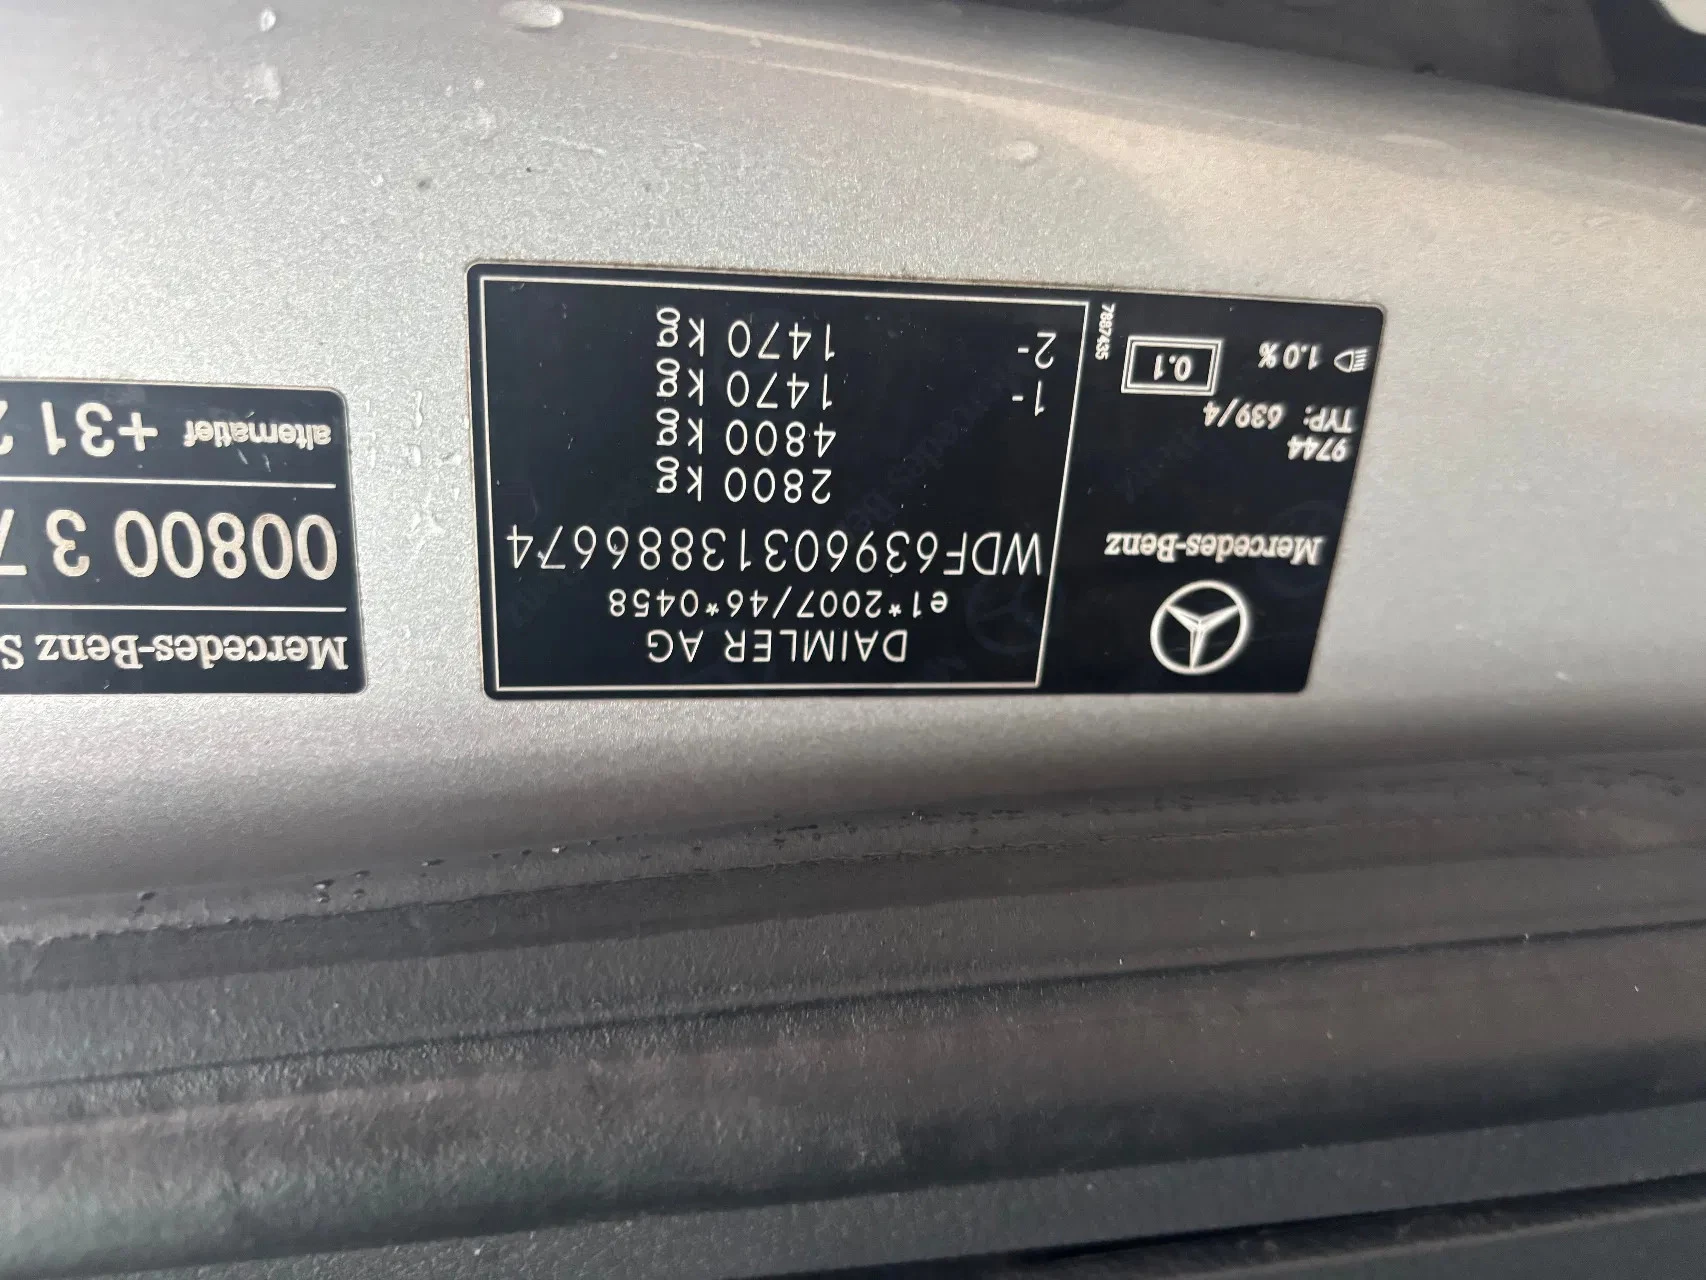 Mercedes-Benz
9744
TYP: 639/4
1.0%
0.1
DAIMLER AG
e1*2007/46*0458
WDF63960313886674
2800 kg
4800 kg
1- 1470 kg
2- 1470 kg
Mercedes-Benz S
00800 3 7
alternatief +31 2